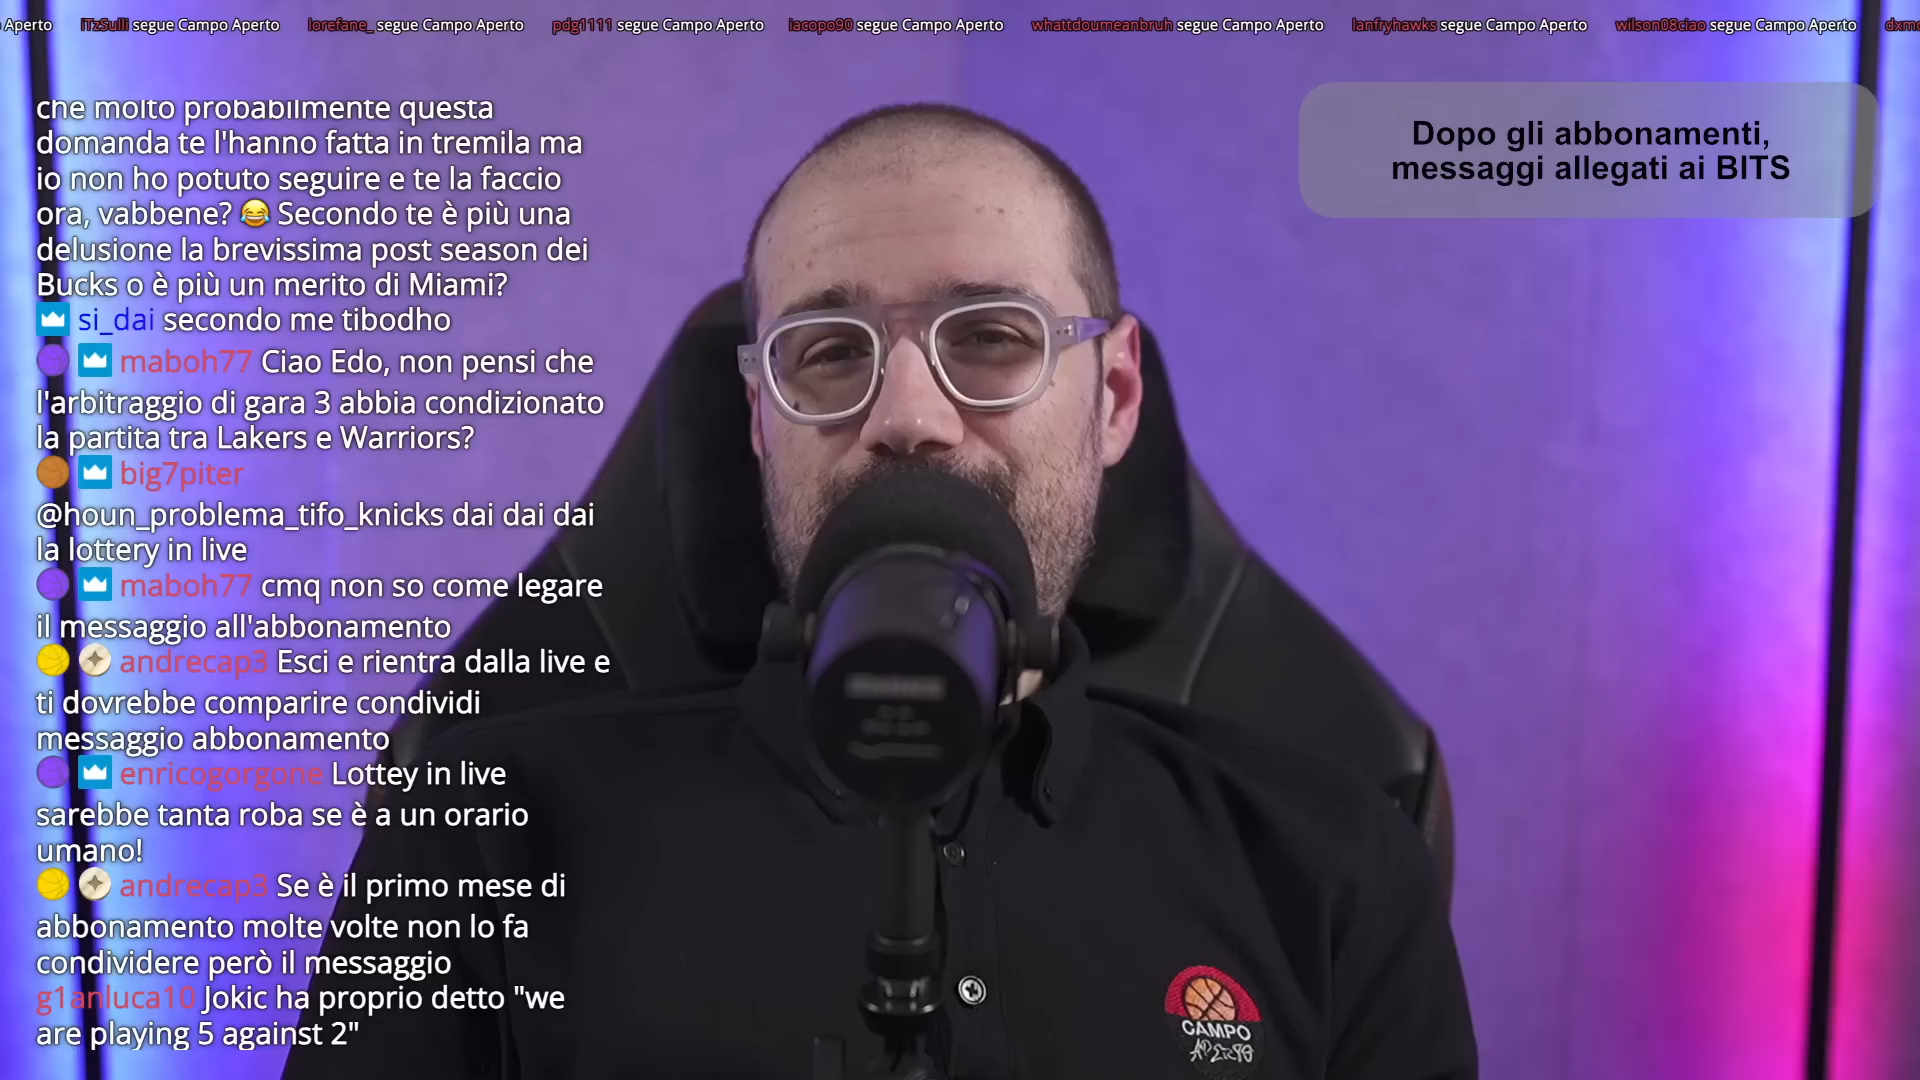 Aperto iTzSulli segue Campo Aperto lorefane_ segue Campo Aperto pdg1111 segue Campo Aperto iacopo90 segue Campo Aperto whattdoumeanbruh segue Campo Aperto lanfryhawks segue Campo Aperto wilson08ciao segue Campo Aperto
che molto probabilmente questa
domanda te l'hanno fatta in tremila ma
io non ho potuto seguire e te la faccio
ora, vabbene? 😂 Secondo te è più una
delusione la brevissima post season dei
Bucks o è più un merito di Miami?
si_dai secondo me tibodho
maboh77 Ciao Edo, non pensi che
l'arbitraggio di gara 3 abbia condizionato
la partita tra Lakers e Warriors?
big7piter
@houn_problema_tifo_knicks dai dai dai
la lottery in live
maboh77 cmq non so come legare
il messaggio all'abbonamento
andrecap3 Esci e rientra dalla live e
ti dovrebbe comparire condividi
messaggio abbonamento
enricogorgone Lottey in live
sarebbe tanta roba se è a un orario
umano!
andrecap3 Se è il primo mese di
abbonamento molte volte non lo fa
condividere però il messaggio
g1anluca10 Jokic ha proprio detto "we
are playing 5 against 2"
Dopo gli abbonamenti,
messaggi allegati ai BITS
CAMPO
APERTO